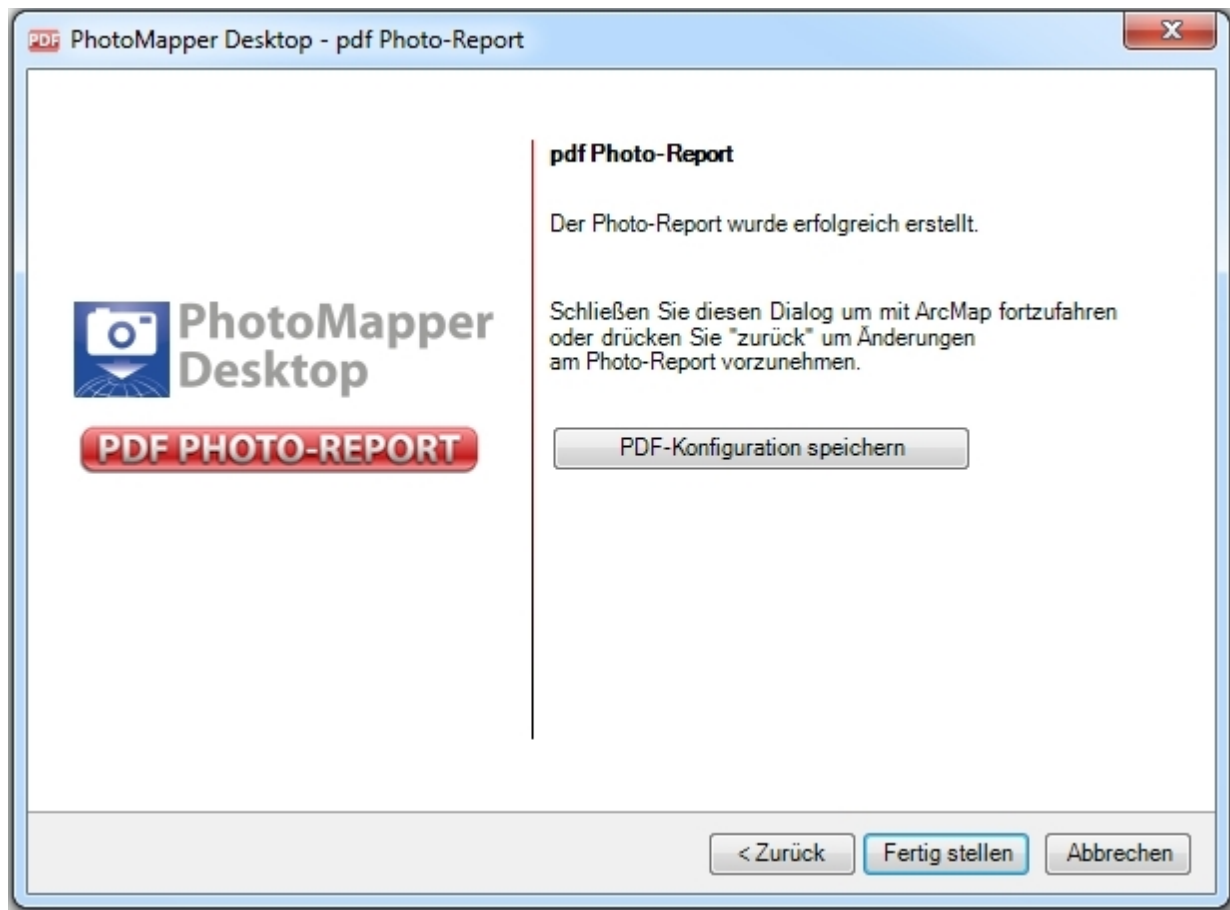 PDF PhotoMapper Desktop - pdf Photo-Report
pdf Photo-Report
Der Photo-Report wurde erfolgreich erstellt.
Schließen Sie diesen Dialog um mit ArcMap fortzufahren
oder drücken Sie "zurück" um Änderungen
am Photo-Report vorzunehmen.
PhotoMapper
Desktop
PDF PHOTO-REPORT
PDF-Konfiguration speichern
< Zurück
Fertig stellen
Abbrechen